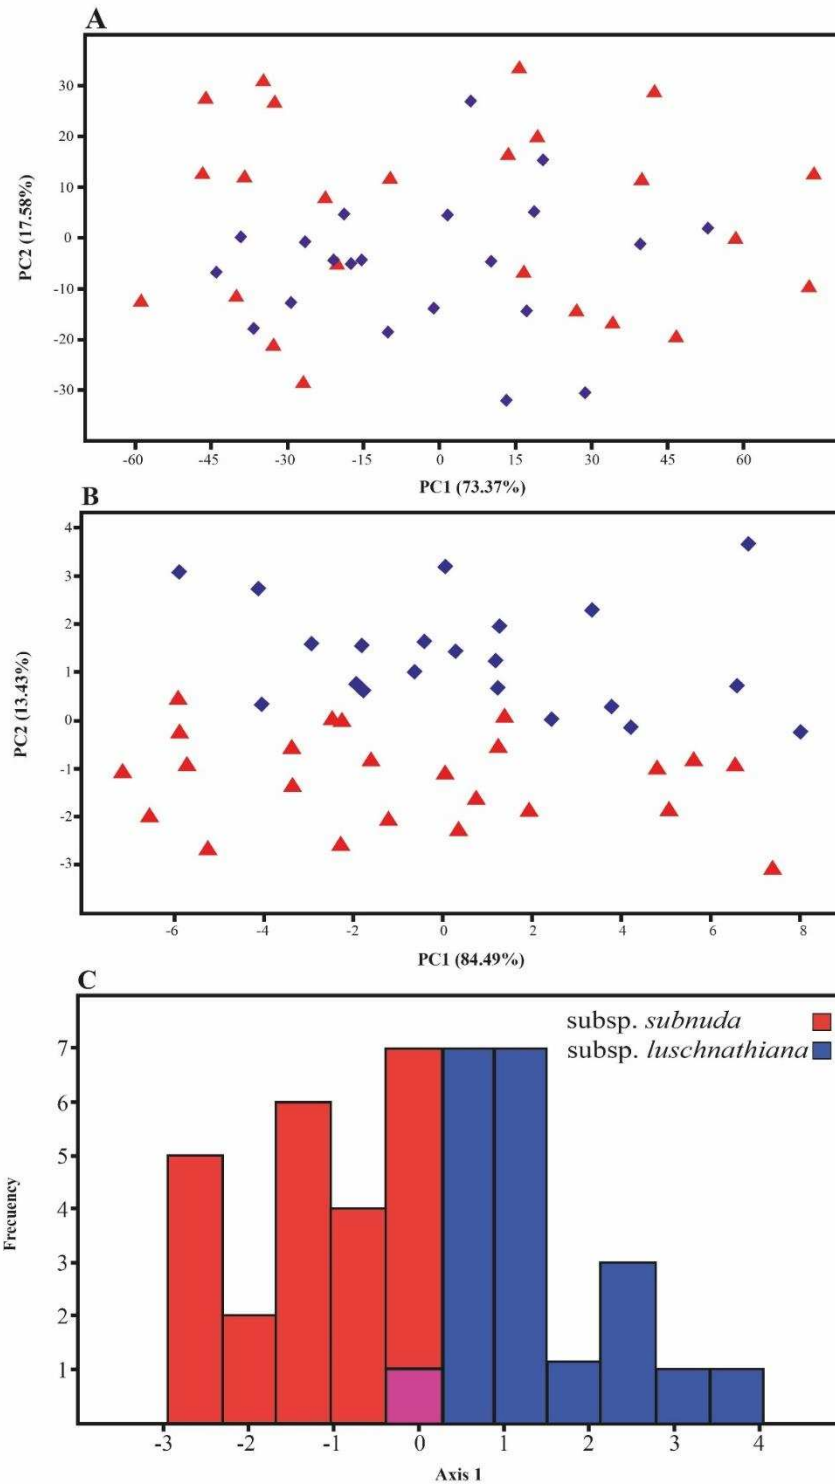 A
30
20
10
0
-10
-20
-30
PC2 (17.58%)
-60 -45 -30 -15 0 15 30 45 60
PC1 (73.37%)
B
4
3
2
1
0
-1
-2
-3
PC2 (13.43%)
-6 -4 -2 0 2 4 6 8
PC1 (84.49%)
C
subsp. subnuda
subsp. luschnathiana
7
6
5
4
3
2
1
Frecuency
-3 -2 -1 0 1 2 3 4
Axis 1